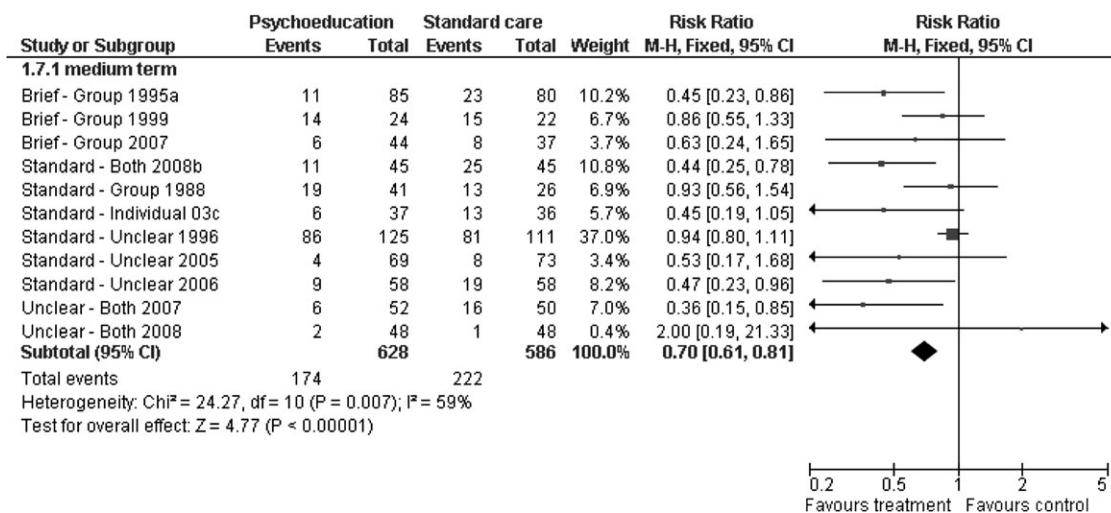 Psychoeducation Standard care Risk Ratio Risk Ratio
Study or Subgroup Events Total Events Total Weight M-H, Fixed, 95% CI M-H, Fixed, 95% CI
1.7.1 medium term
Brief - Group 1995a 11 85 23 80 10.2% 0.45 [0.23, 0.86]
Brief - Group 1999 14 24 15 22 6.7% 0.86 [0.55, 1.33]
Brief - Group 2007 6 44 8 37 3.7% 0.63 [0.24, 1.65]
Standard - Both 2008b 11 45 25 45 10.8% 0.44 [0.25, 0.78]
Standard - Group 1988 19 41 13 26 6.9% 0.93 [0.56, 1.54]
Standard - Individual 03c 6 37 13 36 5.7% 0.45 [0.19, 1.05]
Standard - Unclear 1996 86 125 81 111 37.0% 0.94 [0.80, 1.11]
Standard - Unclear 2005 4 69 8 73 3.4% 0.53 [0.17, 1.68]
Standard - Unclear 2006 9 58 19 58 8.2% 0.47 [0.23, 0.96]
Unclear - Both 2007 6 52 16 50 7.0% 0.36 [0.15, 0.85]
Unclear - Both 2008 2 48 1 48 0.4% 2.00 [0.19, 21.33]
Subtotal (95% CI) 628 586 100.0% 0.70 [0.61, 0.81]
Total events 174 222
Heterogeneity: Chi² = 24.27, df = 10 (P = 0.007); I² = 59%
Test for overall effect: Z = 4.77 (P < 0.00001)
0.2 0.5 1 2 5
Favours treatment Favours control